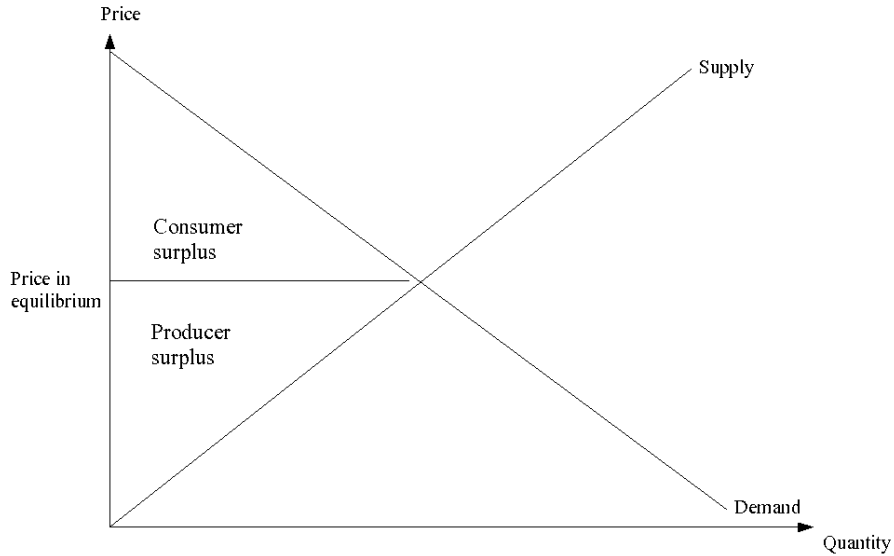 Price
Supply
Consumer
surplus
Price in
equilibrium
Producer
surplus
Demand
Quantity